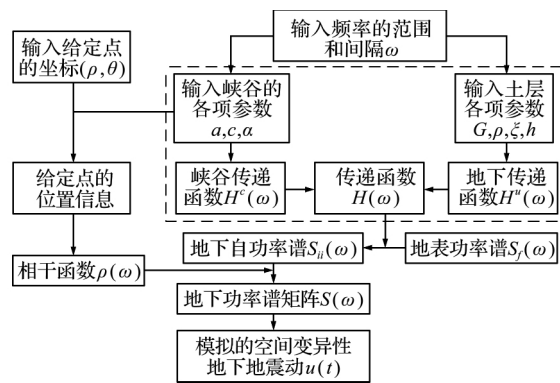 输入频率的范围
和间隔ω
输入给定点
的坐标(ρ,θ)
输入峡谷的
各项参数
a,c,α
输入土层
各项参数
G,ρ,ξ,h
给定点的
位置信息
峡谷传递
函数Hᶜ(ω)
传递函数
H(ω)
地下传递
函数Hᵘ(ω)
地下自功率谱Sᵢᵢ(ω)
地表功率谱S_f(ω)
相干函数ρ(ω)
地下功率谱矩阵S(ω)
模拟的空间变异性
地下地震动u(t)